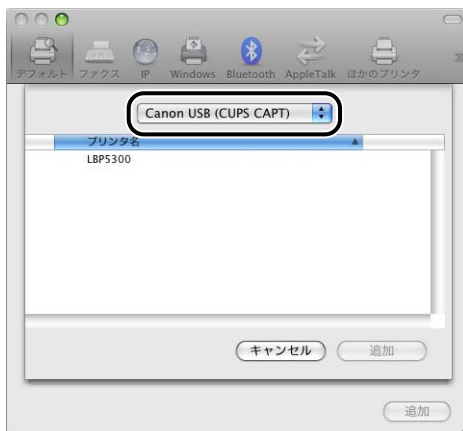 デフォルト ファックス IP Windows Bluetooth AppleTalk ほかのプリンタ
Canon USB (CUPS CAPT)
プリンタ名
LBP5300
キャンセル 追加
追加